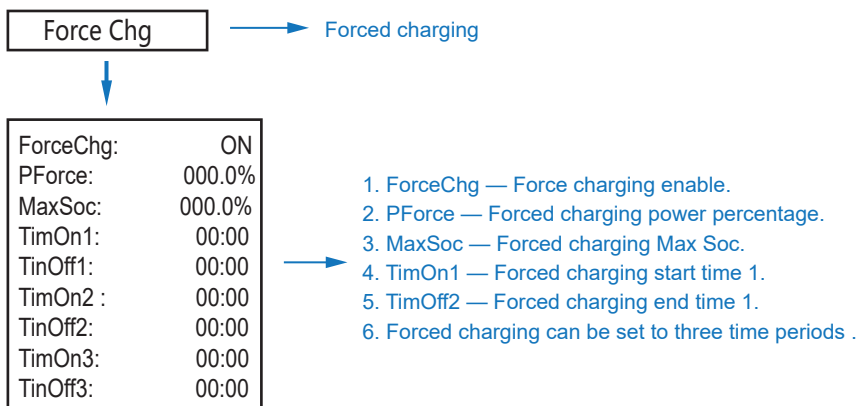 Force Chg
Forced charging
ForceChg: ON
PForce: 000.0%
MaxSoc: 000.0%
TimOn1: 00:00
TinOff1: 00:00
TimOn2 : 00:00
TinOff2: 00:00
TimOn3: 00:00
TinOff3: 00:00
1. ForceChg — Force charging enable.
2. PForce — Forced charging power percentage.
3. MaxSoc — Forced charging Max Soc.
4. TimOn1 — Forced charging start time 1.
5. TimOff2 — Forced charging end time 1.
6. Forced charging can be set to three time periods .